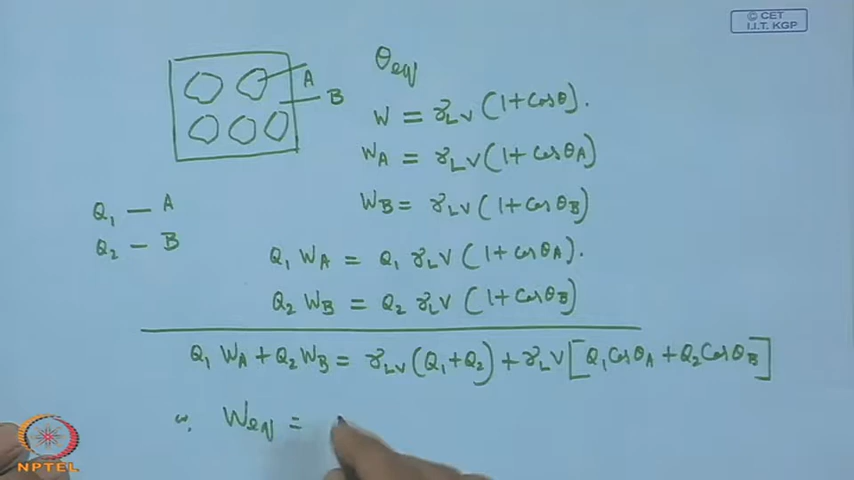 © CET
I.I.T. KGP
A
B
θeq
W = γLV (1+cosθ).
WA = γLV (1+cosθA)
WB = γLV (1+cosθB)
Q1 — A
Q2 — B
Q1 WA = Q1 γLV (1+cosθA).
Q2 WB = Q2 γLV (1+cosθB)
Q1 WA + Q2 WB = γLV (Q1+Q2) + γLV [Q1 cosθA + Q2 cosθB]
Weq =
NPTEL